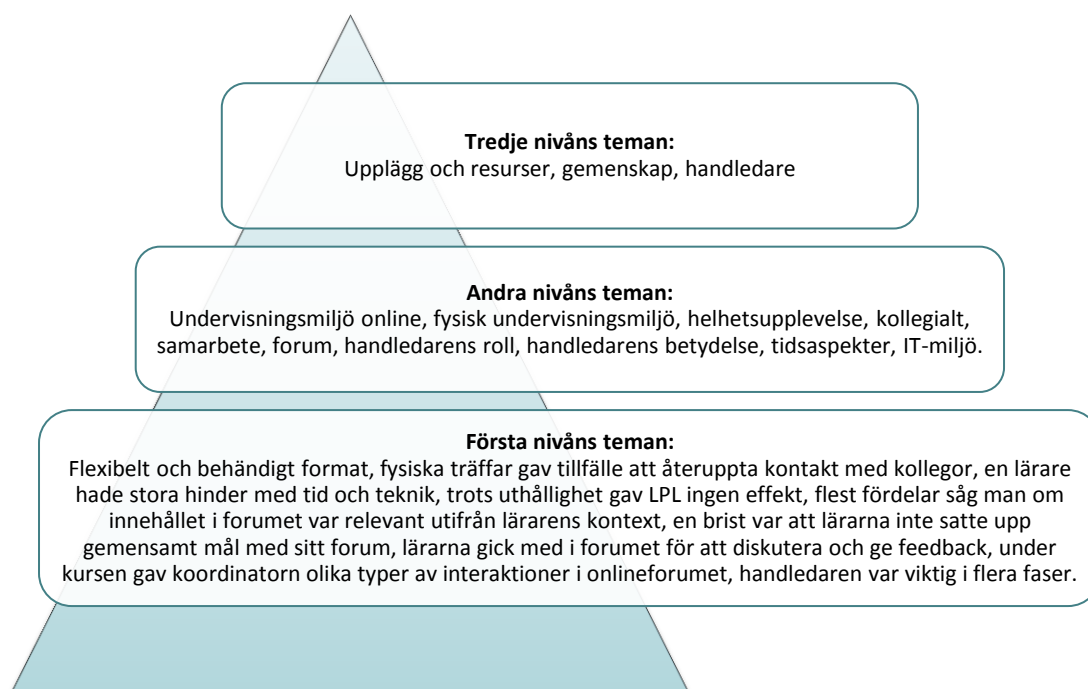 Tredje nivåns teman:
Upplägg och resurser, gemenskap, handledare
Andra nivåns teman:
Undervisningsmiljö online, fysisk undervisningsmiljö, helhetsupplevelse, kollegialt,
samarbete, forum, handledarens roll, handledarens betydelse, tidsaspekter, IT-miljö.
Första nivåns teman:
Flexibelt och behändigt format, fysiska träffar gav tillfälle att återuppta kontakt med kollegor, en lärare
hade stora hinder med tid och teknik, trots uthållighet gav LPL ingen effekt, flest fördelar såg man om
innehållet i forumet var relevant utifrån lärarens kontext, en brist var att lärarna inte satte upp
gemensamt mål med sitt forum, lärarna gick med i forumet för att diskutera och ge feedback, under
kursen gav koordinatorn olika typer av interaktioner i onlineforumet, handledaren var viktig i flera faser.